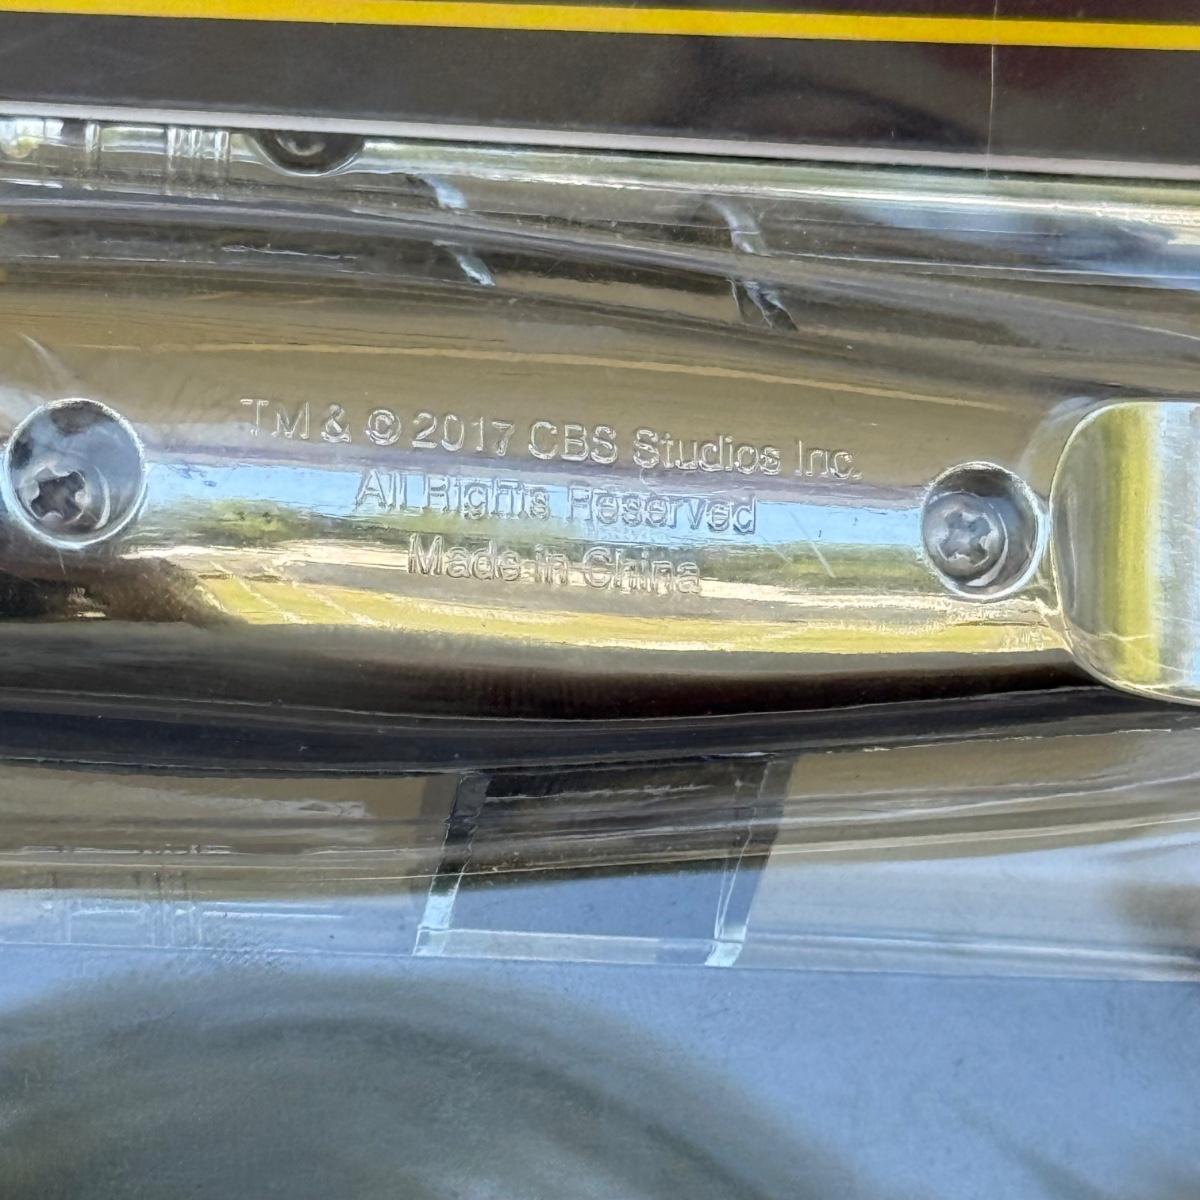 TM & © 2017 CBS Studios Inc.
All Rights Reserved
Made in China